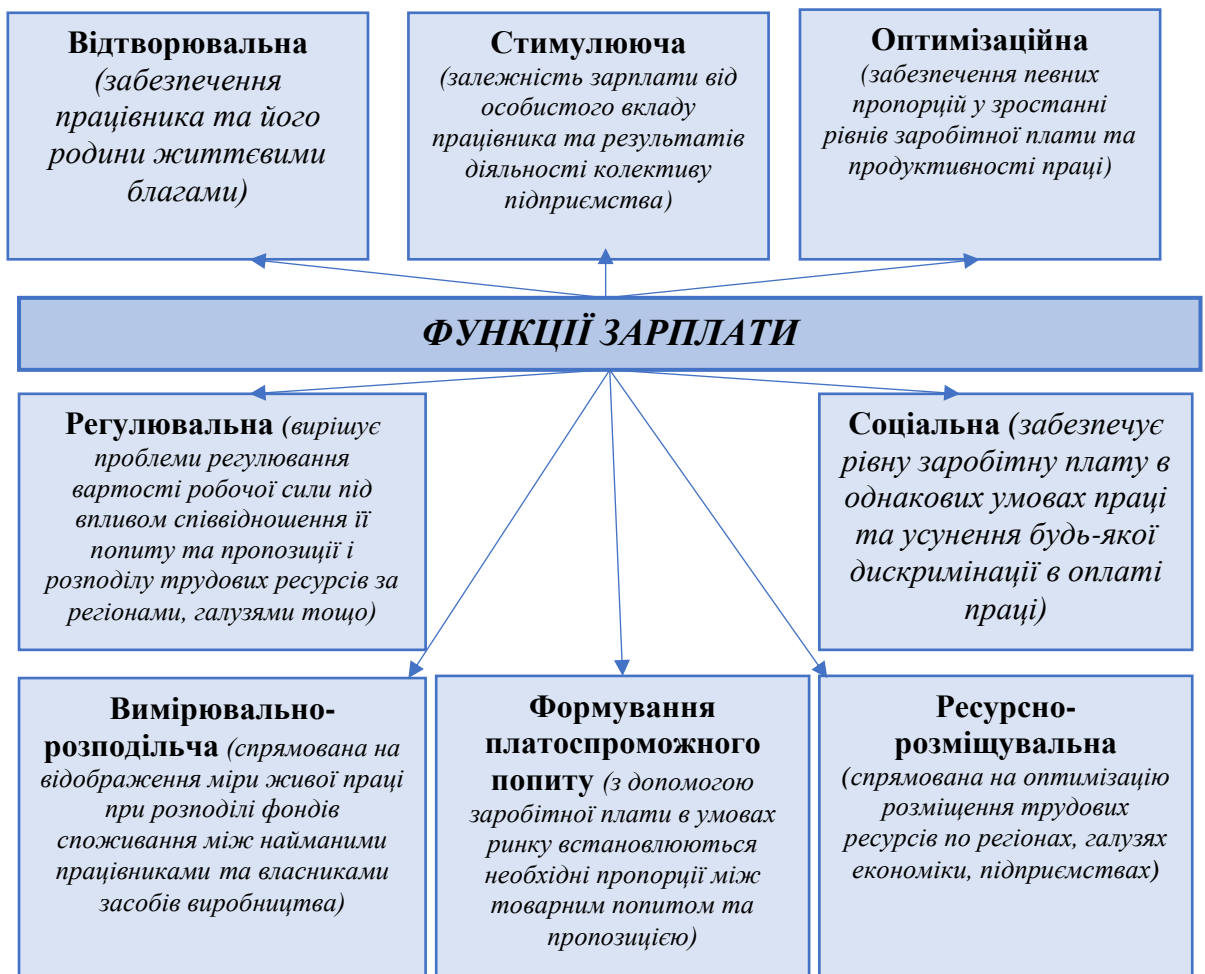 Відтворювальна
(забезпечення
працівника та його
родини життєвими
благами)
Стимулююча
(залежність зарплати від
особистого вкладу
працівника та результатів
діяльності колективу
підприємства)
Оптимізаційна
(забезпечення певних
пропорцій у зростанні
рівнів заробітної плати та
продуктивності праці)
ФУНКЦІЇ ЗАРПЛАТИ
Регулювальна (вирішує
проблеми регулювання
вартості робочої сили під
впливом співвідношення її
попиту та пропозиції і
розподілу трудових ресурсів за
регіонами, галузями тощо)
Соціальна (забезпечує
рівну заробітну плату в
однакових умовах праці
та усунення будь-якої
дискримінації в оплаті
праці)
Вимірювально-
розподільча (спрямована на
відображення міри живої праці
при розподілі фондів
споживання між найманими
працівниками та власниками
засобів виробництва)
Формування
платоспроможного
попиту (з допомогою
заробітної плати в умовах
ринку встановлюються
необхідні пропорції між
товарним попитом та
пропозицією)
Ресурсно-
розміщувальна
(спрямована на оптимізацію
розміщення трудових
ресурсів по регіонах, галузях
економіки, підприємствах)